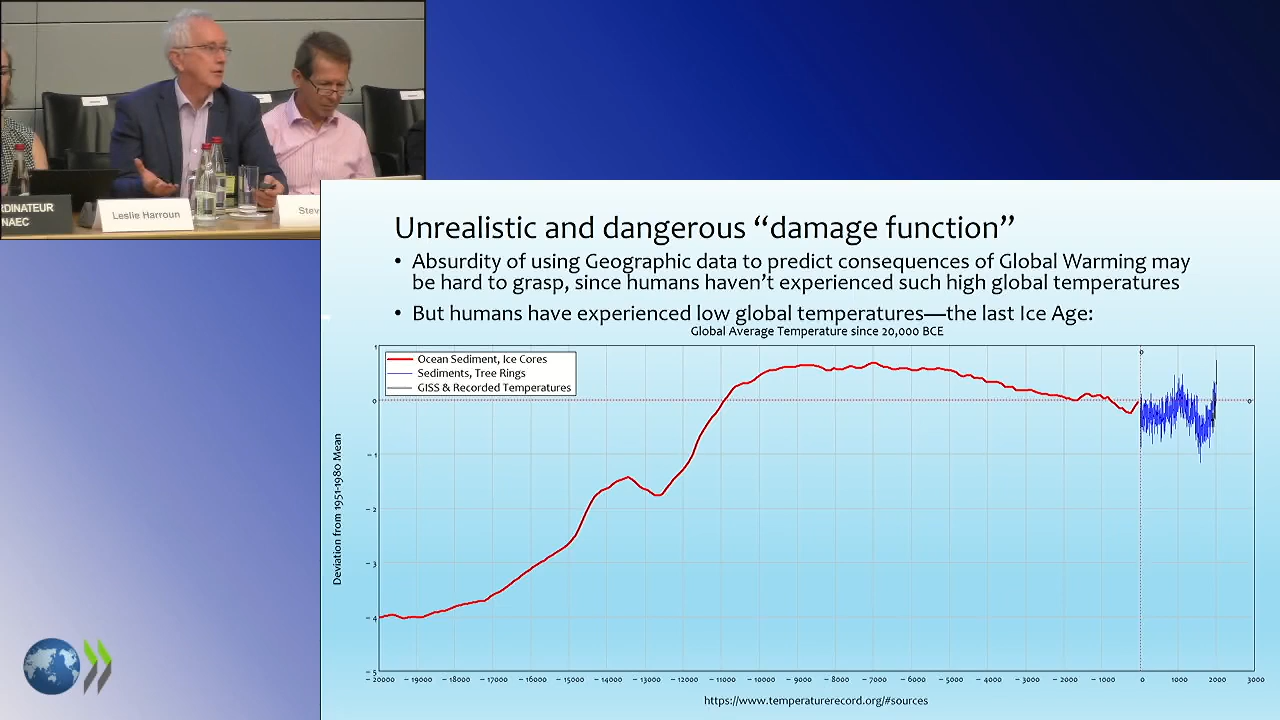 RDINATEUR
NAEC
Leslie Harroun
Stev
Unrealistic and dangerous “damage function”
• Absurdity of using Geographic data to predict consequences of Global Warming may
be hard to grasp, since humans haven’t experienced such high global temperatures
• But humans have experienced low global temperatures—the last Ice Age:
Global Average Temperature since 20,000 BCE
Ocean Sediment, Ice Cores
Sediments, Tree Rings
GISS & Recorded Temperatures
Deviation from 1951-1980 Mean
1
0
0
0
-1
-2
-3
-4
-5
-20000 -19000 -18000 -17000 -16000 -15000 -14000 -13000 -12000 -11000 -10000 -9000 -8000 -7000 -6000 -5000 -4000 -3000 -2000 -1000 0 1000 2000 3000
https://www.temperaturerecord.org/#sources